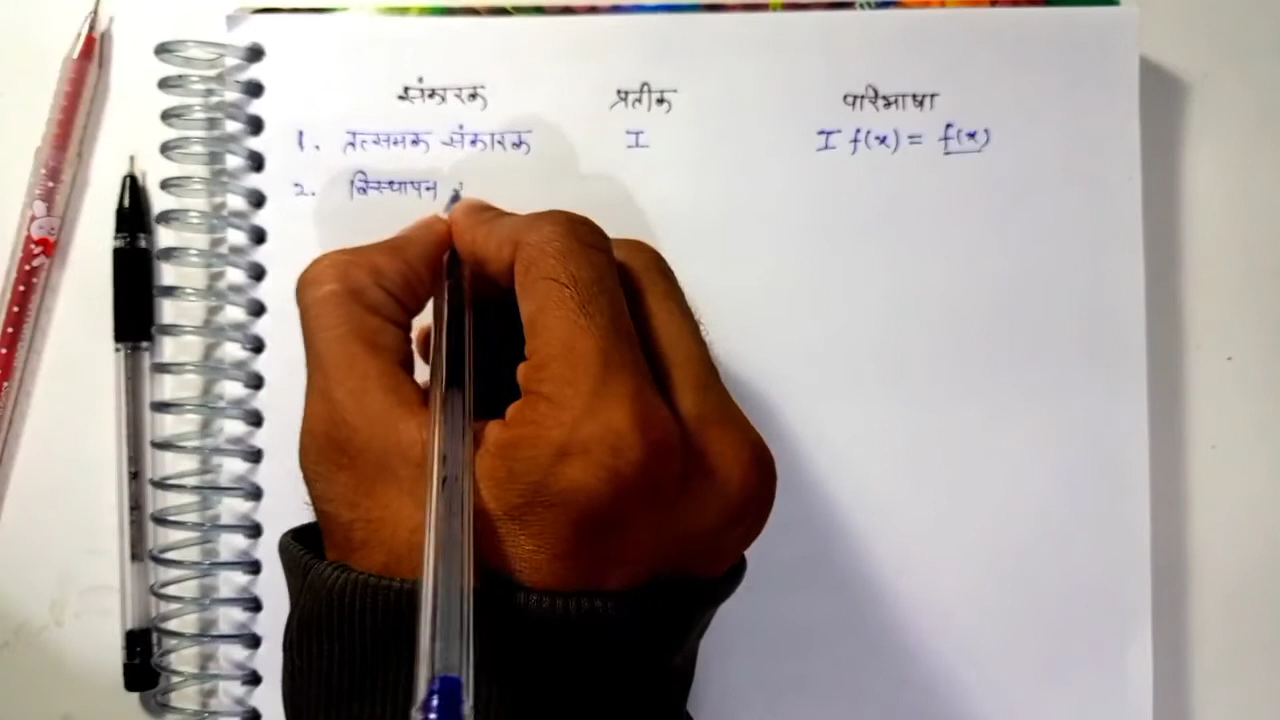 संकारक प्रतीक परिभाषा
1. तत्समक संकारक I I f(x) = f(x)
2. विस्थापन